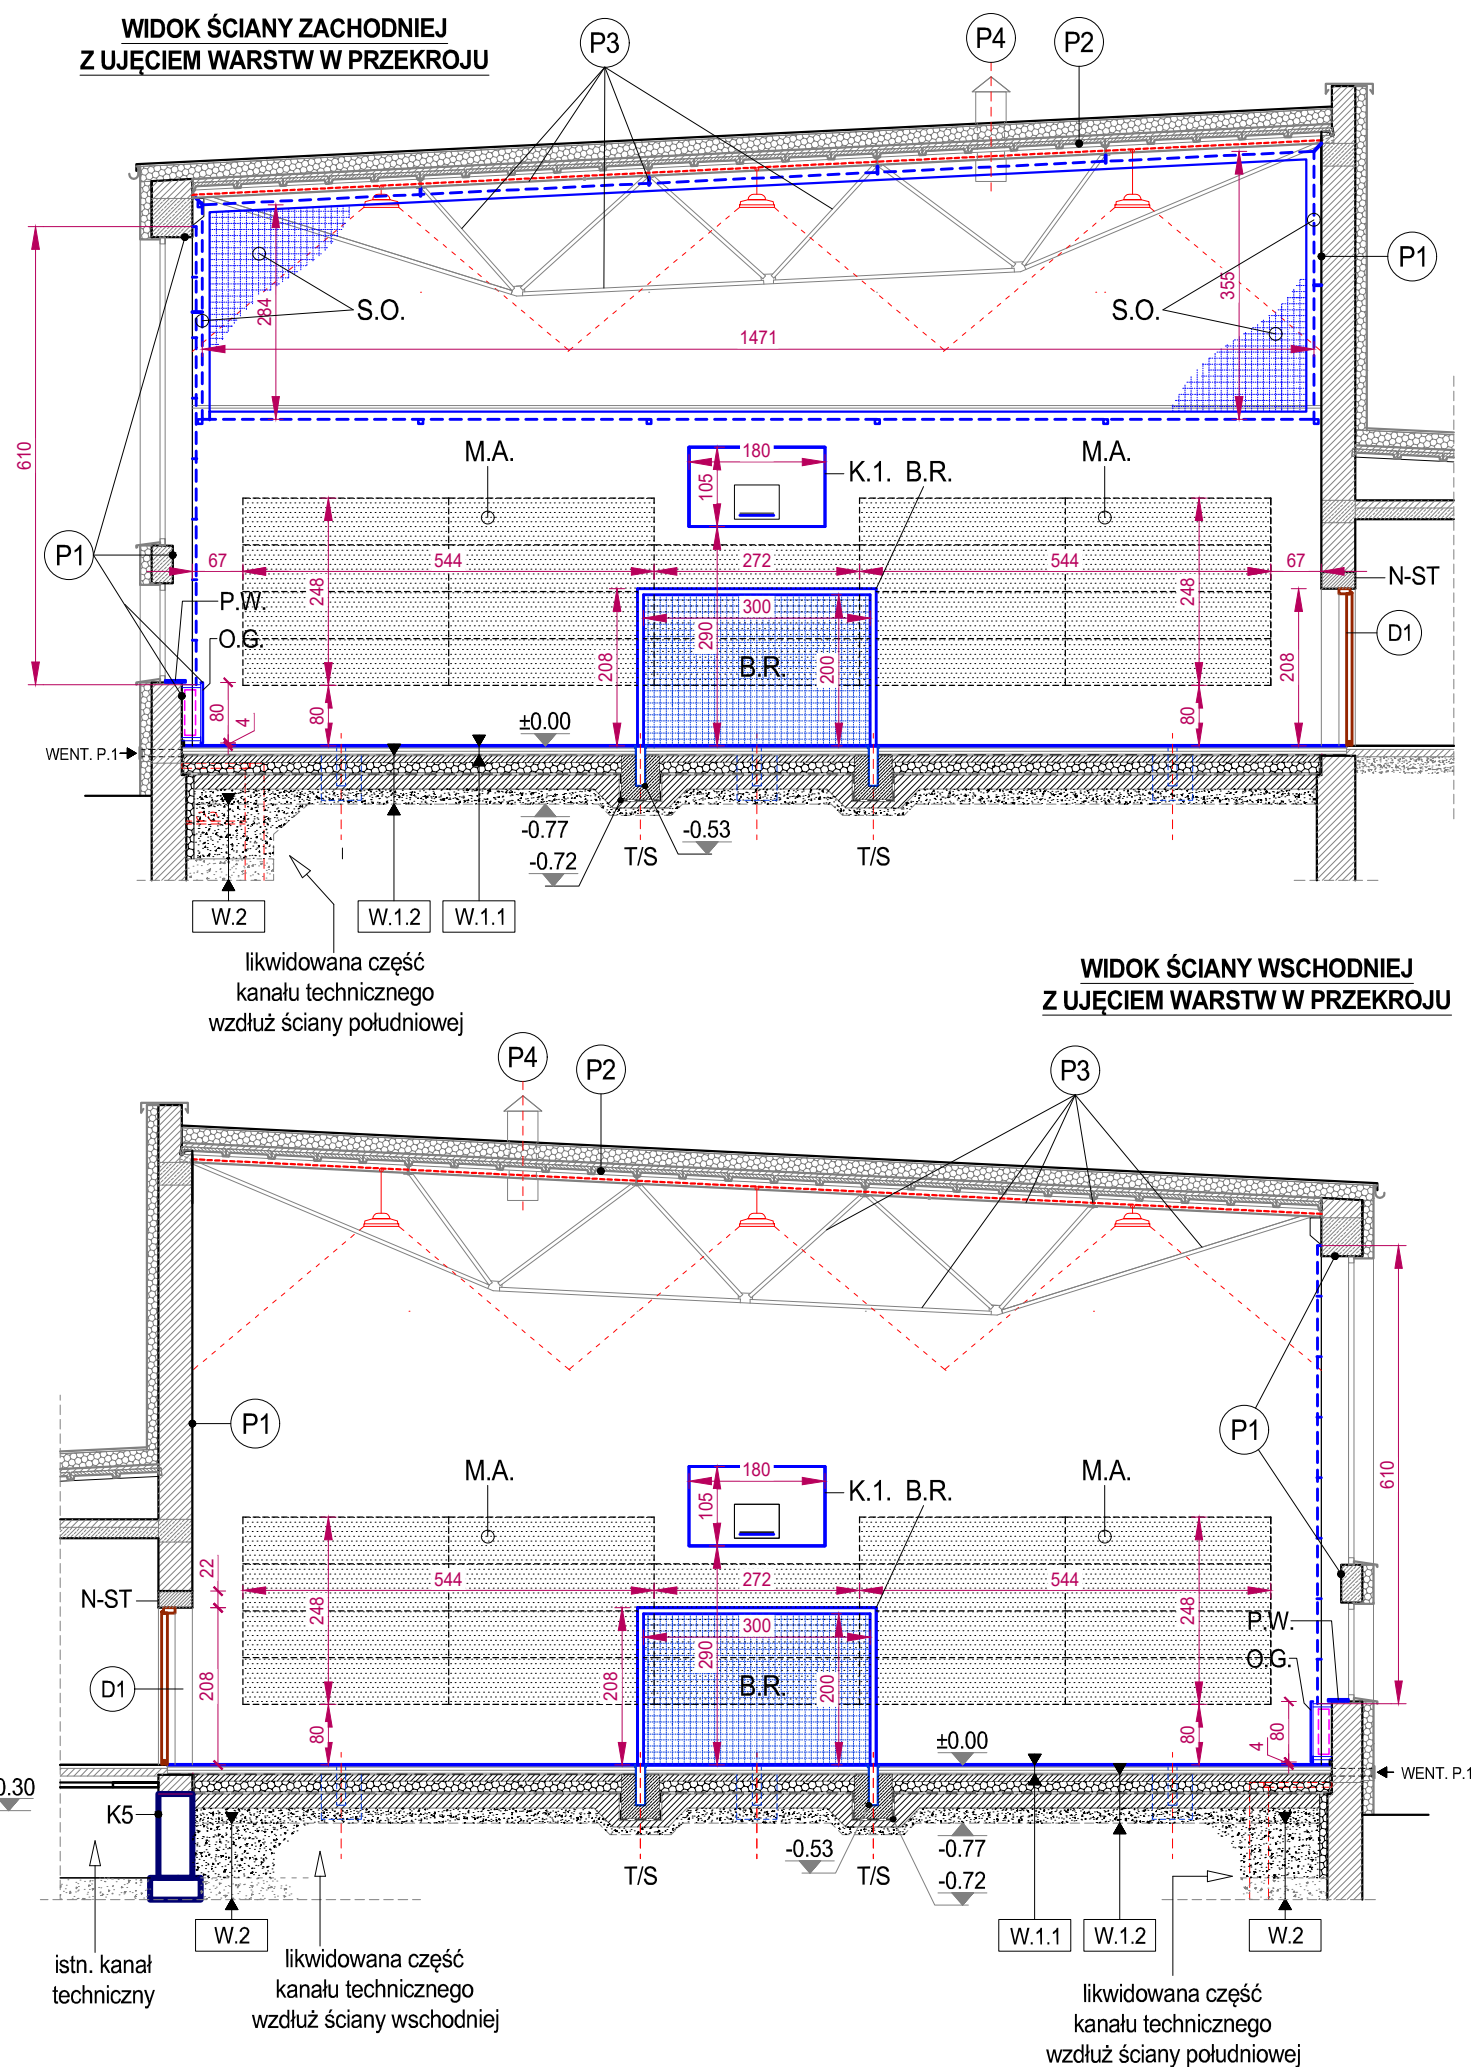 WIDOK ŚCIANY ZACHODNIEJ
Z UJĘCIEM WARSTW W PRZEKROJU
P3
P4
P2
P1
S.O.
S.O.
284
355
1471
610
M.A.
180
K.1. B.R.
M.A.
105
P1
67
544
272
544
67
N-ST
248
248
P.W.
300
D1
O.G.
290
208
B.R.
200
208
80
4
80
80
±0.00
WENT. P.1
-0.77
-0.53
-0.72
T/S
T/S
W.2
W.1.2
W.1.1
likwidowana część
kanału technicznego
wzdłuż ściany południowej
WIDOK ŚCIANY WSCHODNIEJ
Z UJĘCIEM WARSTW W PRZEKROJU
P4
P2
P3
P1
P1
M.A.
180
K.1. B.R.
M.A.
105
610
22
544
272
544
N-ST
248
248
P.W.
300
O.G.
290
D1
208
208
B.R.
200
80
80
4
80
±0.00
WENT. P.1
0.30
K5
-0.53
-0.77
-0.72
T/S
T/S
W.2
W.1.1
W.1.2
W.2
istn. kanał
techniczny
likwidowana część
kanału technicznego
wzdłuż ściany wschodniej
likwidowana część
kanału technicznego
wzdłuż ściany południowej